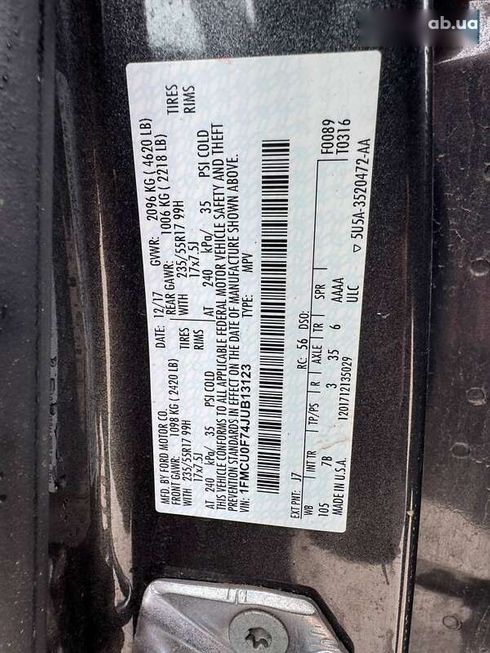 ab.ua
MFD. BY FORD MOTOR CO. DATE: 12/17 GVWR: 2096 KG ( 4620 LB)
FRONT GAWR: 1098 KG ( 2420 LB) REAR GAWR: 1006 KG ( 2218 LB)
WITH 235/55R17 99H TIRES WITH 235/55R17 99H TIRES
17x7.5J RIMS 17x7.5J RIMS
AT 240 kPa/ 35 PSI COLD AT 240 kPa/ 35 PSI COLD
THIS VEHICLE CONFORMS TO ALL APPLICABLE FEDERAL MOTOR VEHICLE SAFETY AND THEFT
PREVENTION STANDARDS IN EFFECT ON THE DATE OF MANUFACTURE SHOWN ABOVE.
VIN: 1FMCU0F74JUB13123 TYPE: MPV
F0089
T0316
EXT PNT: J7 RC: 56 DSO:
WB INT TR TP/PS R AXLE TR SPR
105 7B 3 35 6 AAAA
MADE IN U.S.A. 1201712135029 ULC
▽ 5U5A-3520472-AA